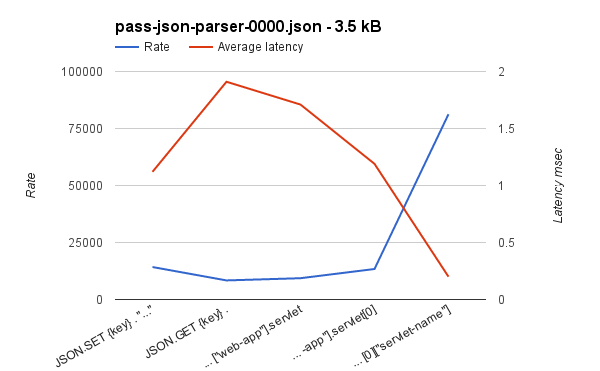 pass-json-parser-0000.json - 3.5 kB
Rate
Average latency
100000
75000
50000
25000
0
2
1.5
1
0.5
0
Rate
Latency msec
JSON.SET {key} . "..."
JSON.GET {key} .
... ["web-app"].servlet
... -app"].servlet[0]
... [0]["servlet-name"]